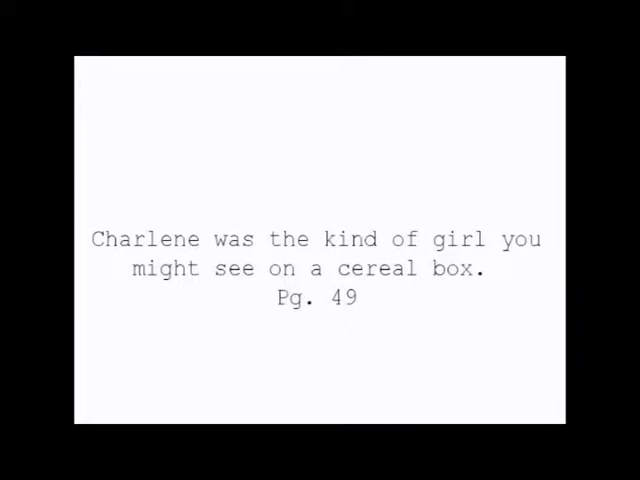 Charlene was the kind of girl you
might see on a cereal box.
Pg. 49